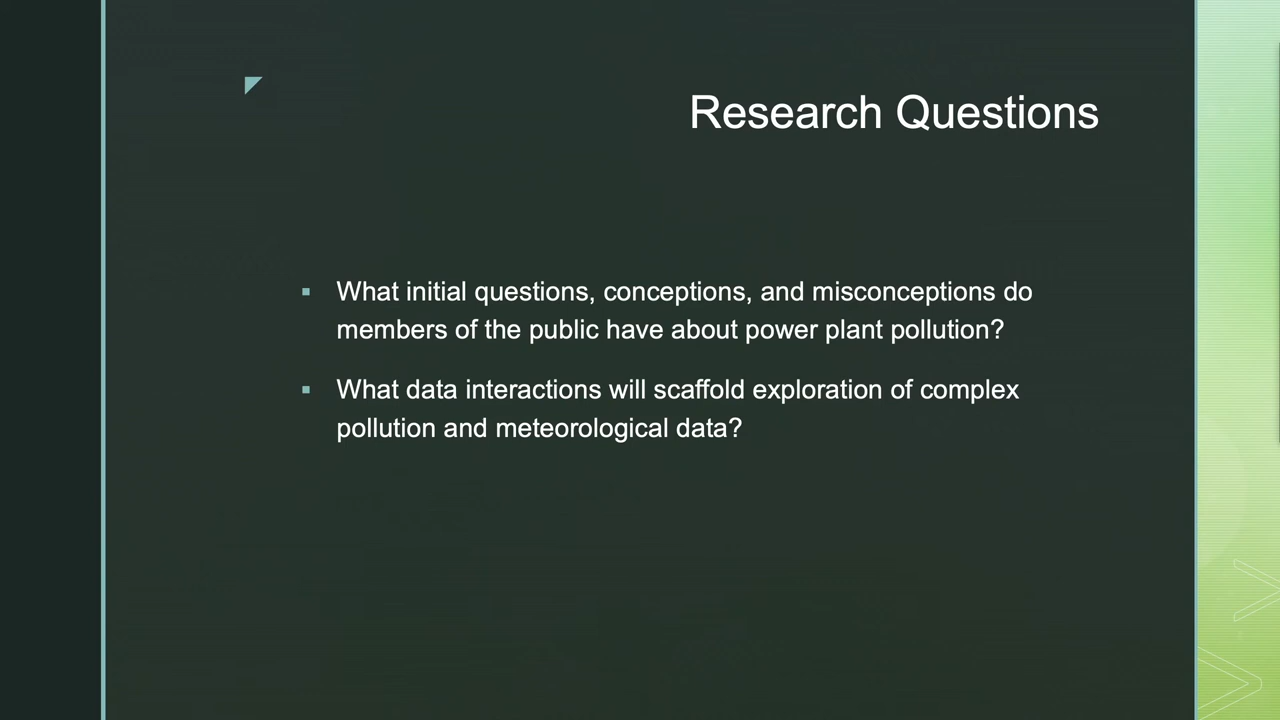 Research Questions
What initial questions, conceptions, and misconceptions do
members of the public have about power plant pollution?
What data interactions will scaffold exploration of complex
pollution and meteorological data?